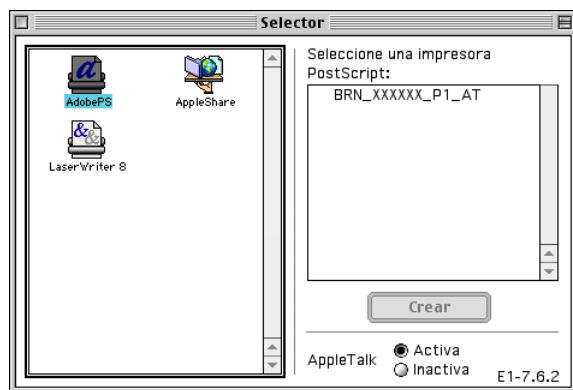 Selector
AdobePS
AppleShare
LaserWriter 8
Seleccione una impresora
PostScript:
BRN_XXXXXX_P1_AT
Crear
AppleTalk
Activa
Inactiva
E1-7.6.2